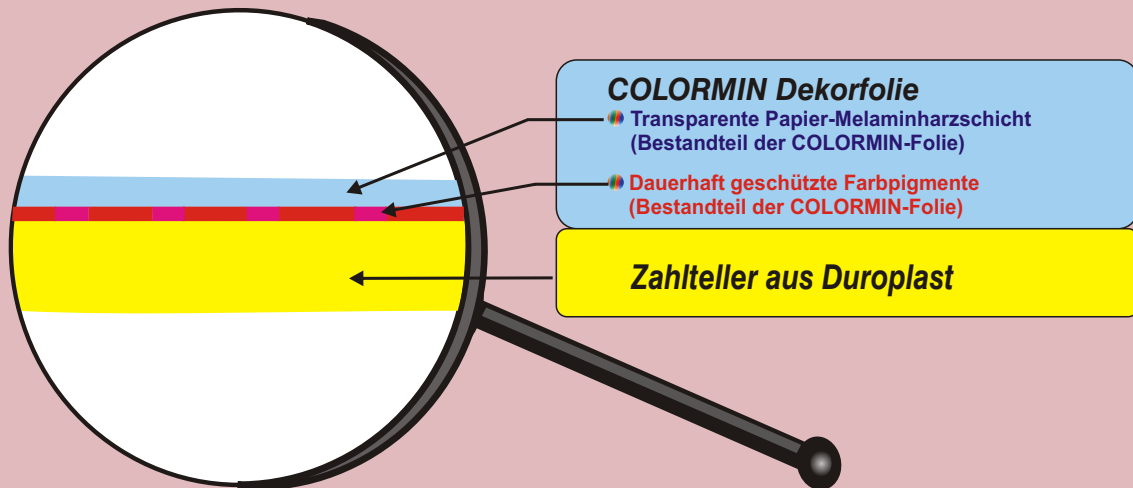 COLORMIN Dekorfolie
Transparente Papier-Melaminharzschicht
(Bestandteil der COLORMIN-Folie)
Dauerhaft geschützte Farbpigmente
(Bestandteil der COLORMIN-Folie)
Zahlteller aus Duroplast